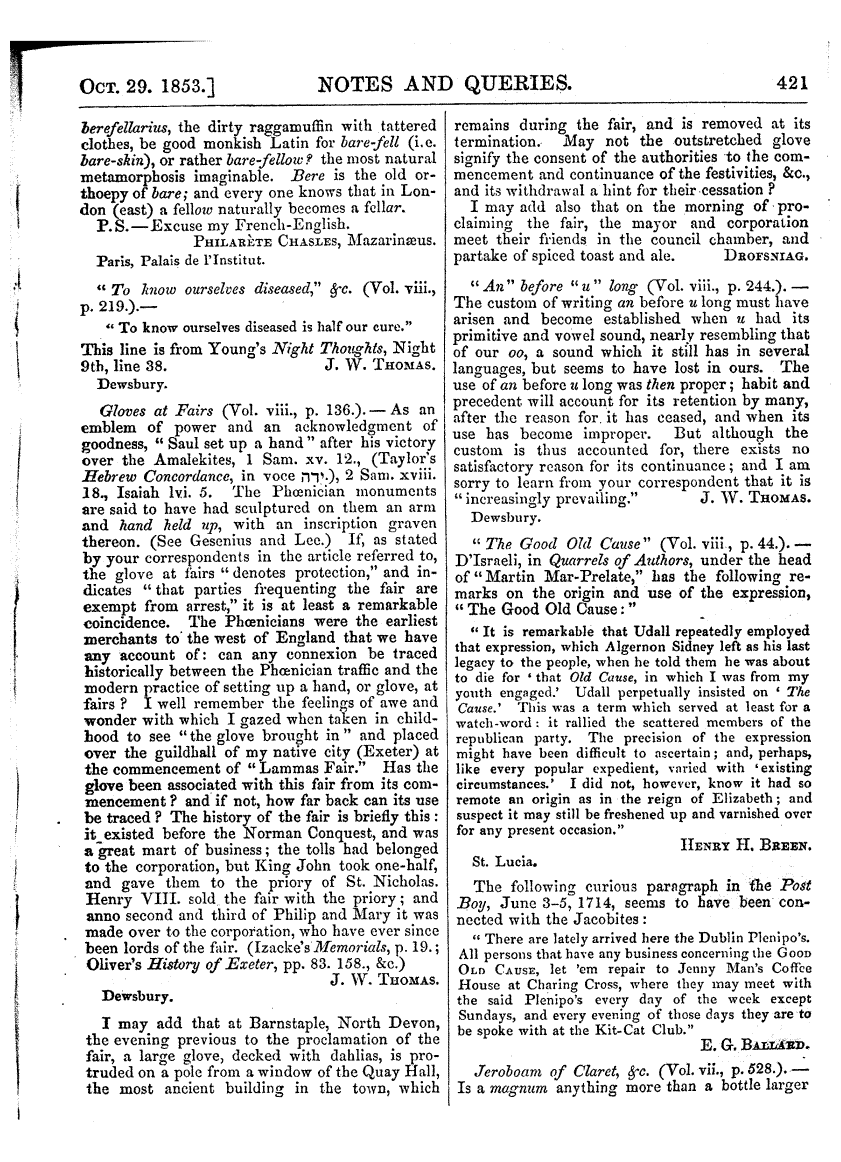 OCT. 29. 1853.] NOTES AND QUERIES. 421
berefellarius, the dirty raggamuffin with tattered
clothes, be good monkish Latin for bare-fell (i.e.
bare-skin), or rather bare-fellow? the most natural
metamorphosis imaginable. Bere is the old or-
thoepy of bare; and every one knows that in Lon-
don (east) a fellow naturally becomes a fellar.
P. S.—Excuse my French-English.
PHILARÈTE CHASLES, Mazarinæus.
Paris, Palais de l'Institut.
"To know ourselves diseased," &c. (Vol. viii.,
p. 219.).—
"To know ourselves diseased is half our cure."
This line is from Young's Night Thoughts, Night
9th, line 38. J. W. THOMAS.
Dewsbury.
Gloves at Fairs (Vol. viii., p. 136.).—As an
emblem of power and an acknowledgment of
goodness, "Saul set up a hand" after his victory
over the Amalekites, 1 Sam. xv. 12., (Taylor's
Hebrew Concordance, in voce ידה.), 2 Sam. xviii.
18., Isaiah lvi. 5. The Phœnician monuments
are said to have had sculptured on them an arm
and hand held up, with an inscription graven
thereon. (See Gesenius and Lee.) If, as stated
by your correspondents in the article referred to,
the glove at fairs "denotes protection," and in-
dicates "that parties frequenting the fair are
exempt from arrest," it is at least a remarkable
coincidence. The Phœnicians were the earliest
merchants to the west of England that we have
any account of: can any connexion be traced
historically between the Phœnician traffic and the
modern practice of setting up a hand, or glove, at
fairs? I well remember the feelings of awe and
wonder with which I gazed when taken in child-
hood to see "the glove brought in" and placed
over the guildhall of my native city (Exeter) at
the commencement of "Lammas Fair." Has the
glove been associated with this fair from its com-
mencement? and if not, how far back can its use
be traced? The history of the fair is briefly this:
it existed before the Norman Conquest, and was
a great mart of business; the tolls had belonged
to the corporation, but King John took one-half,
and gave them to the priory of St. Nicholas.
Henry VIII. sold the fair with the priory; and
anno second and third of Philip and Mary it was
made over to the corporation, who have ever since
been lords of the fair. (Izacke's Memorials, p. 19.;
Oliver's History of Exeter, pp. 83. 158., &c.)
J. W. THOMAS.
Dewsbury.
I may add that at Barnstaple, North Devon,
the evening previous to the proclamation of the
fair, a large glove, decked with dahlias, is pro-
truded on a pole from a window of the Quay Hall,
the most ancient building in the town, which
remains during the fair, and is removed at its
termination. May not the outstretched glove
signify the consent of the authorities to the com-
mencement and continuance of the festivities, &c.,
and its withdrawal a hint for their cessation?
I may add also that on the morning of pro-
claiming the fair, the mayor and corporation
meet their friends in the council chamber, and
partake of spiced toast and ale. DROFSNIAG.
"An" before "u" long (Vol. viii., p. 244.).—
The custom of writing an before u long must have
arisen and become established when u had its
primitive and vowel sound, nearly resembling that
of our oo, a sound which it still has in several
languages, but seems to have lost in ours. The
use of an before u long was then proper; habit and
precedent will account for its retention by many,
after the reason for it has ceased, and when its
use has become improper. But although the
custom is thus accounted for, there exists no
satisfactory reason for its continuance; and I am
sorry to learn from your correspondent that it is
"increasingly prevailing." J. W. THOMAS.
Dewsbury.
"The Good Old Cause" (Vol. viii., p. 44.).—
D'Israeli, in Quarrels of Authors, under the head
of "Martin Mar-Prelate," has the following re-
marks on the origin and use of the expression,
"The Good Old Cause:"
"It is remarkable that Udall repeatedly employed
that expression, which Algernon Sidney left as his last
legacy to the people, when he told them he was about
to die for 'that Old Cause, in which I was from my
youth engaged.' Udall perpetually insisted on 'The
Cause.' This was a term which served at least for a
watch-word: it rallied the scattered members of the
republican party. The precision of the expression
might have been difficult to ascertain; and, perhaps,
like every popular expedient, varied with 'existing
circumstances.' I did not, however, know it had so
remote an origin as in the reign of Elizabeth; and
suspect it may still be freshened up and varnished over
for any present occasion."
HENRY H. BREEN.
St. Lucia.
The following curious paragraph in the Post
Boy, June 3–5, 1714, seems to have been con-
nected with the Jacobites:
"There are lately arrived here the Dublin Plenipo's.
All persons that have any business concerning the GOOD
OLD CAUSE, let 'em repair to Jenny Man's Coffee
House at Charing Cross, where they may meet with
the said Plenipo's every day of the week except
Sundays, and every evening of those days they are to
be spoke with at the Kit-Cat Club."
E. G. BALLARD.
Jeroboam of Claret, &c. (Vol. vii., p. 528.).—
Is a magnum anything more than a bottle larger